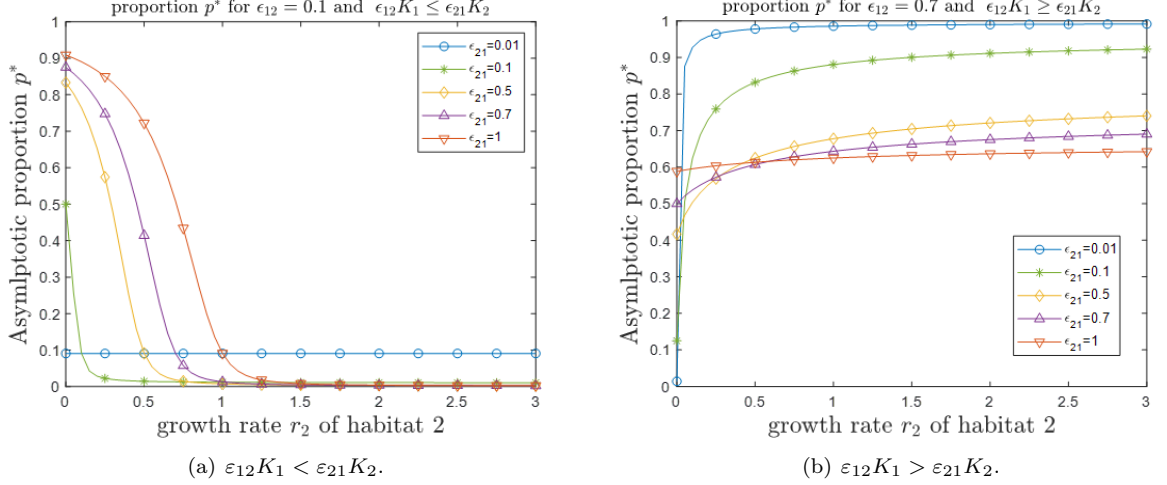 proportion p* for ϵ12 = 0.1 and ϵ12K1 ≤ ϵ21K2
Asymlptotic proportion p*
1
0.9
0.8
0.7
0.6
0.5
0.4
0.3
0.2
0.1
0
ϵ21=0.01
ϵ21=0.1
ϵ21=0.5
ϵ21=0.7
ϵ21=1
0 0.5 1 1.5 2 2.5 3
growth rate r2 of habitat 2
(a) ε12K1 < ε21K2.
proportion p* for ϵ12 = 0.7 and ϵ12K1 ≥ ϵ21K2
Asymlptotic proportion p*
1
0.9
0.8
0.7
0.6
0.5
0.4
0.3
0.2
0.1
0
ϵ21=0.01
ϵ21=0.1
ϵ21=0.5
ϵ21=0.7
ϵ21=1
0 0.5 1 1.5 2 2.5 3
growth rate r2 of habitat 2
(b) ε12K1 > ε21K2.